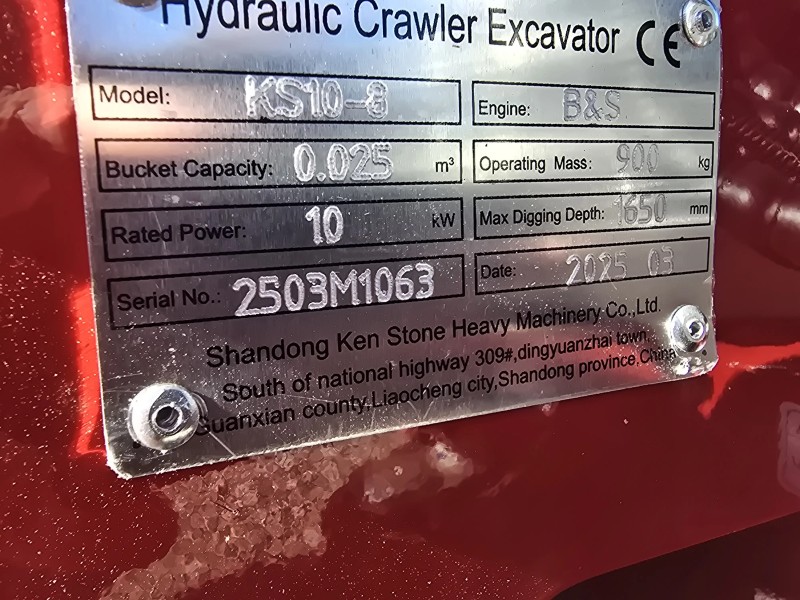 Hydraulic Crawler Excavator CE
Model: KS10-8 Engine: B&S
Bucket Capacity: 0.025 m³ Operating Mass: 900 kg
Rated Power: 10 kW Max Digging Depth: 1650 mm
Serial No.: 2503M1063 Date: 2025 03
Shandong Ken Stone Heavy Machinery Co.,Ltd.
South of national highway 309#,dingyuanzhai town,
Guanxian county,Liaocheng city,Shandong province,China